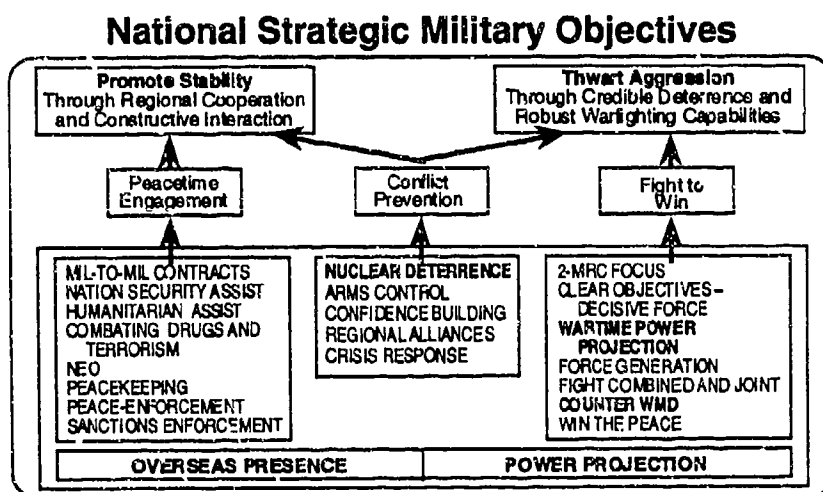 National Strategic Military Objectives
Promote Stability
Through Regional Cooperation
and Constructive Interaction
Thwart Aggression
Through Credible Deterrence and
Robust Warfighting Capabilities
Peacetime
Engagement
Conflict
Prevention
Fight to
Win
MIL-TO-MIL CONTRACTS
NATION SECURITY ASSIST
HUMANITARIAN ASSIST
COMBATING DRUGS AND
TERRORISM
NEO
PEACEKEEPING
PEACE-ENFORCEMENT
SANCTIONS ENFORCEMENT
NUCLEAR DETERRENCE
ARMS CONTROL
CONFIDENCE BUILDING
REGIONAL ALLIANCES
CRISIS RESPONSE
2-MRC FOCUS
CLEAR OBJECTIVES–
DECISIVE FORCE
WARTIME POWER
PROJECTION
FORCE GENERATION
FIGHT COMBINED AND JOINT
COUNTER WMD
WIN THE PEACE
OVERSEAS PRESENCE
POWER PROJECTION